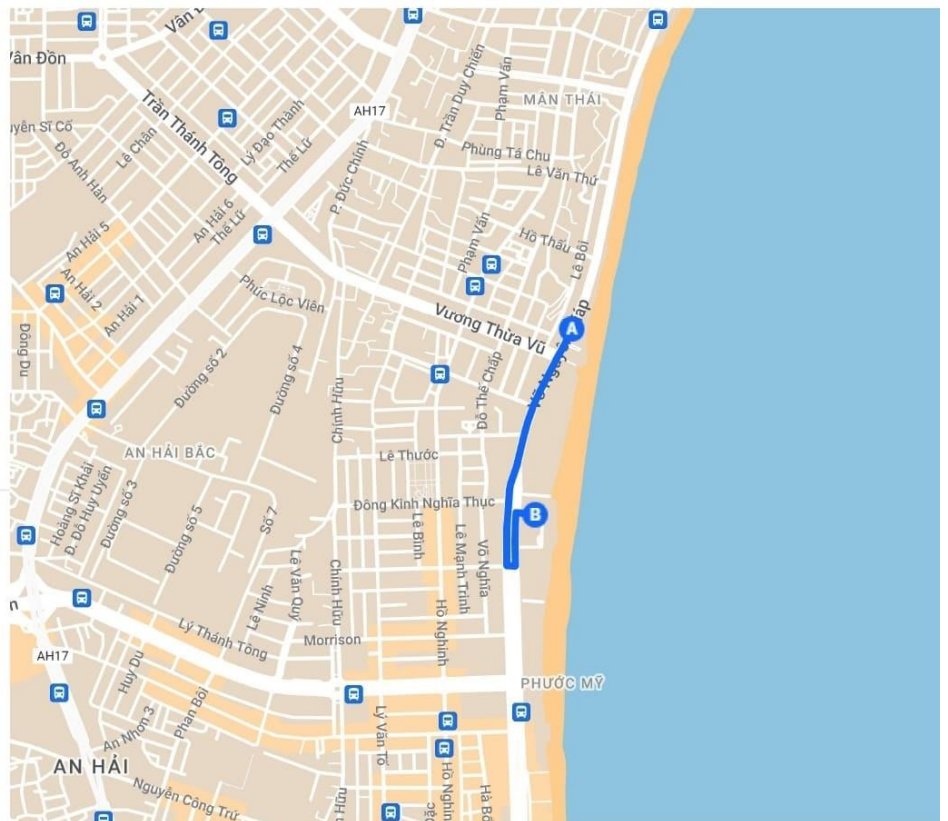 Vân Đồn
MÂN THÁI
AH17
Đ. Trần Duy Chiến
Phạm Vấn
Trần Thánh Tông
Lý Đạo Thành
Thế Lữ
Lê Chân
Phùng Tá Chu
Lê Văn Thứ
P. Đức Chính
Đỗ Anh Hàn
An Hải 6
Thế Lữ
Phạm Vấn
Hồ Thấu
Lê Bôi
An Hải 5
An Hải 2
An Hải 1
Phúc Lộc Viên
Vương Thừa Vũ
A
Đông Du
Đường số 2
Đường số 4
Chính Hữu
Đỗ Thế Chấp
AN HẢI BẮC
Lê Thước
Hoàng Sĩ Khải
Đ. Đỗ Huy Uyển
Đường số 3
Đường số 5
Số 7
Đông Kinh Nghĩa Thục
B
Lê Bình
Lê Mạnh Trinh
Võ Nghĩa
Lê Văn Quý
Chính Hữu
Lê Ninh
Hồ Nghinh
Lý Thánh Tông
Morrison
AH17
Huy Du
Phan Bôi
PHƯỚC MỸ
Lý Văn Tố
An Nhơn 3
AN HẢI
Nguyễn Công Trứ
Hồ Nghinh